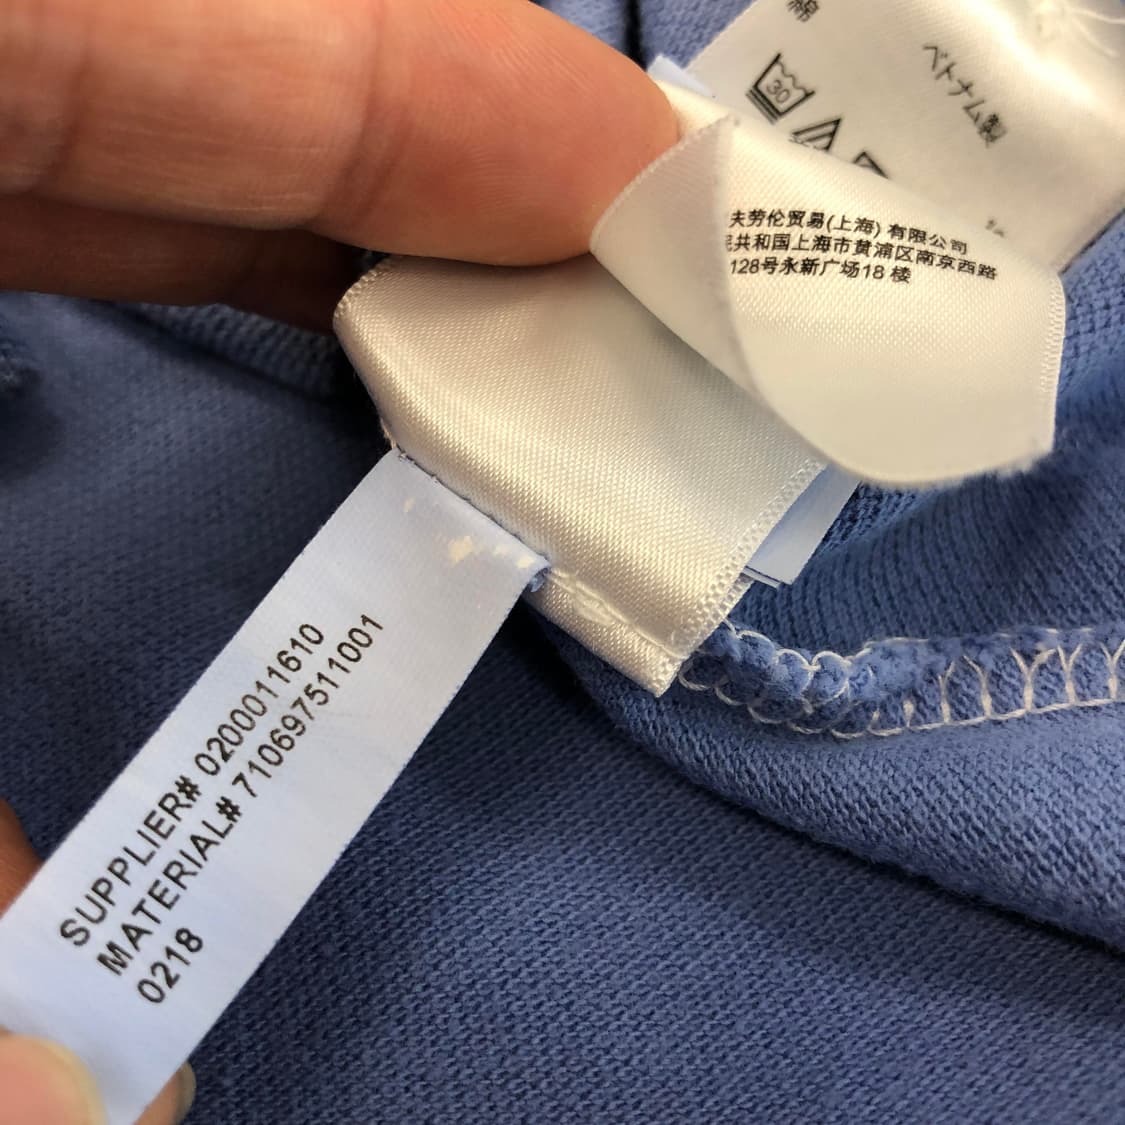 綿
ベトナム製
30
夫劳伦贸易(上海) 有限公司
共和国上海市黄浦区南京西路
128号永新广场18 楼
SUPPLIER# 0200011610
MATERIAL# 710697511001
0218